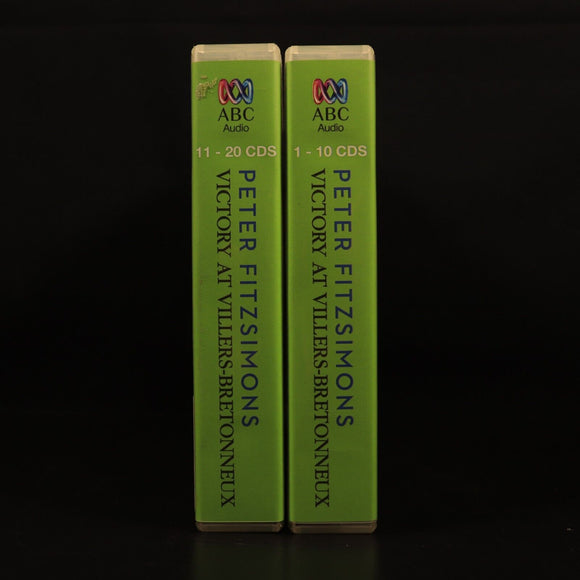 ABC
Audio
11 - 20 CDS
PETER FITZSIMONS
VICTORY AT VILLERS-BRETONNEUX
ABC
Audio
1 - 10 CDS
PETER FITZSIMONS
VICTORY AT VILLERS-BRETONNEUX